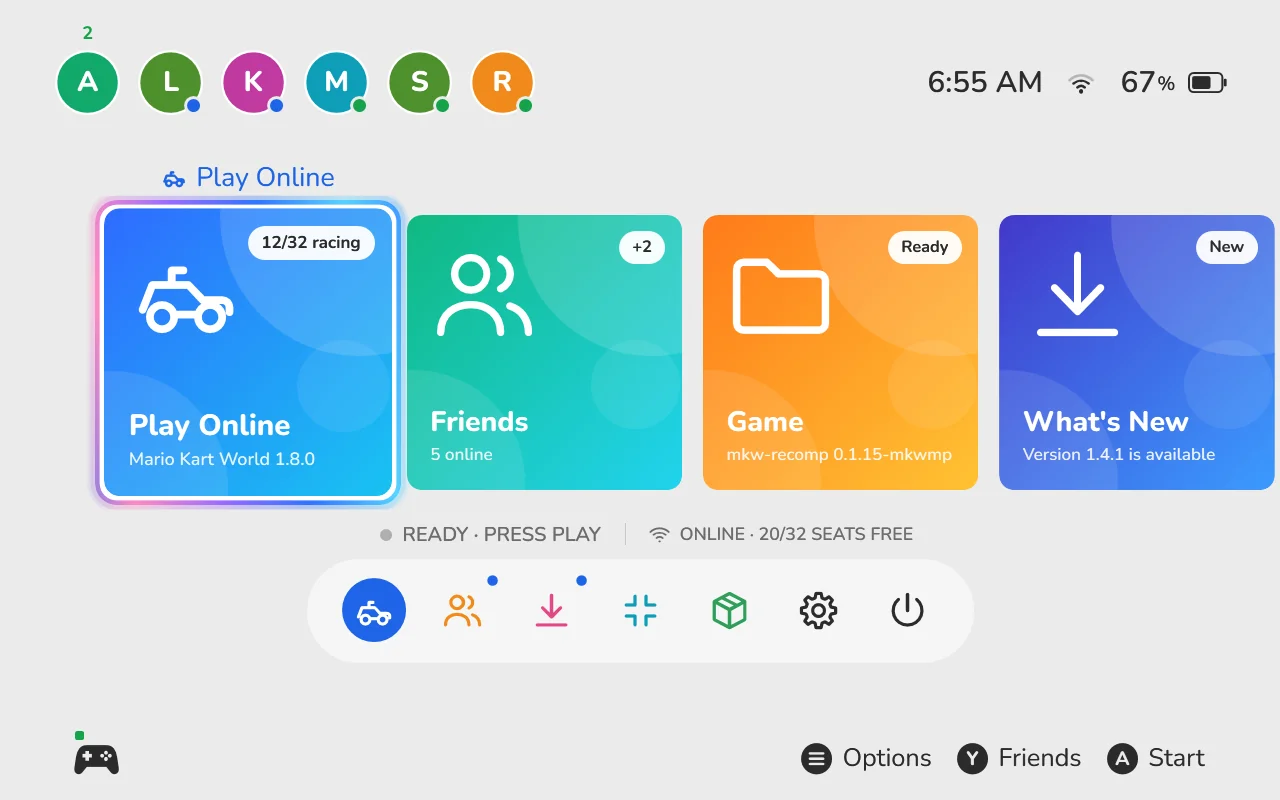 2
A L K M S R
6:55 AM 67%
Play Online
12/32 racing
Play Online
Mario Kart World 1.8.0
+2
Friends
5 online
Ready
Game
mkw-recomp 0.1.15-mkwmp
New
What's New
Version 1.4.1 is available
READY · PRESS PLAY
ONLINE · 20/32 SEATS FREE
Options
Y Friends
A Start